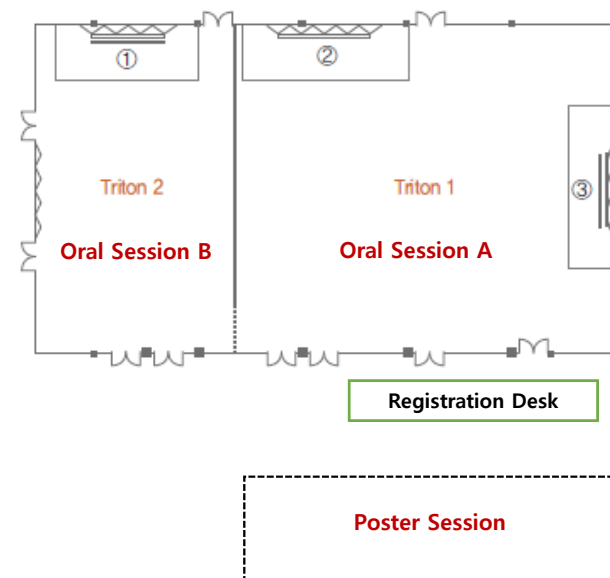 ①
②
③
Triton 2
Triton 1
Oral Session B
Oral Session A
Registration Desk
Poster Session